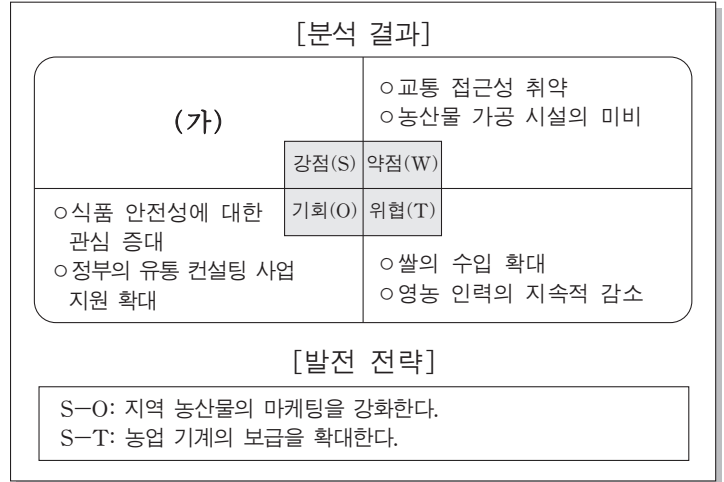 [분석 결과]
(가)
○교통 접근성 취약
○농산물 가공 시설의 미비
강점(S) 약점(W)
기회(O) 위협(T)
○식품 안전성에 대한
관심 증대
○정부의 유통 컨설팅 사업
지원 확대
○쌀의 수입 확대
○영농 인력의 지속적 감소
[발전 전략]
S-O: 지역 농산물의 마케팅을 강화한다.
S-T: 농업 기계의 보급을 확대한다.